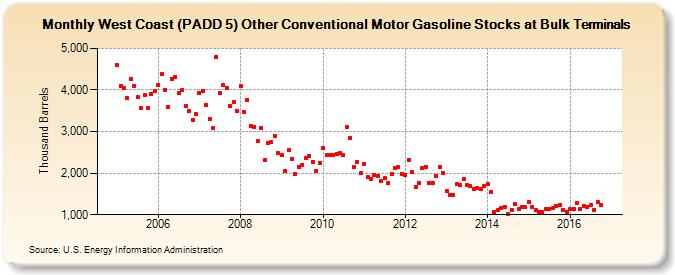 Monthly West Coast (PADD 5) Other Conventional Motor Gasoline Stocks at Bulk Terminals
Thousand Barrels
5,000
4,000
3,000
2,000
1,000
2006 2008 2010 2012 2014 2016
Source: U.S. Energy Information Administration